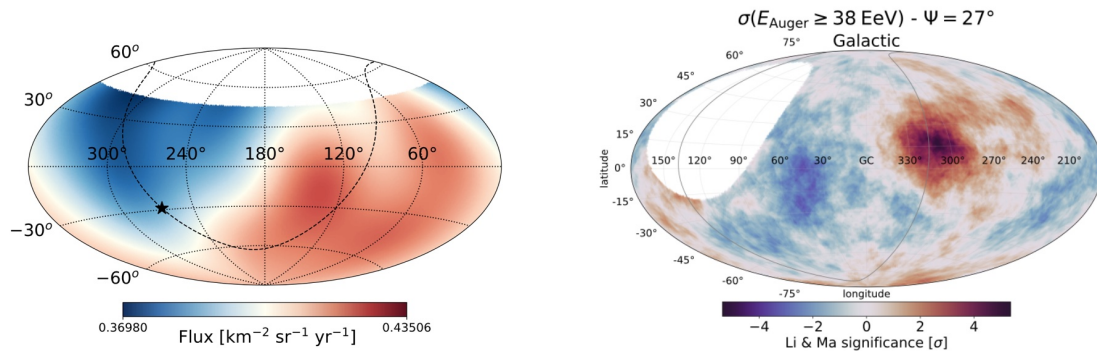 60°
30°
300° 240° 180° 120° 60°
−30°
−60°
0.36980 0.43506
Flux [km⁻² sr⁻¹ yr⁻¹]
σ(E_Auger ≥ 38 EeV) - Ψ = 27°
Galactic
75°
60°
45°
30°
15°
0°
150° 120° 90° 60° 30° GC 330° 300° 270° 240° 210°
-15°
-30°
-45°
-60°
-75°
latitude
longitude
−4 −2 0 2 4
Li & Ma significance [σ]